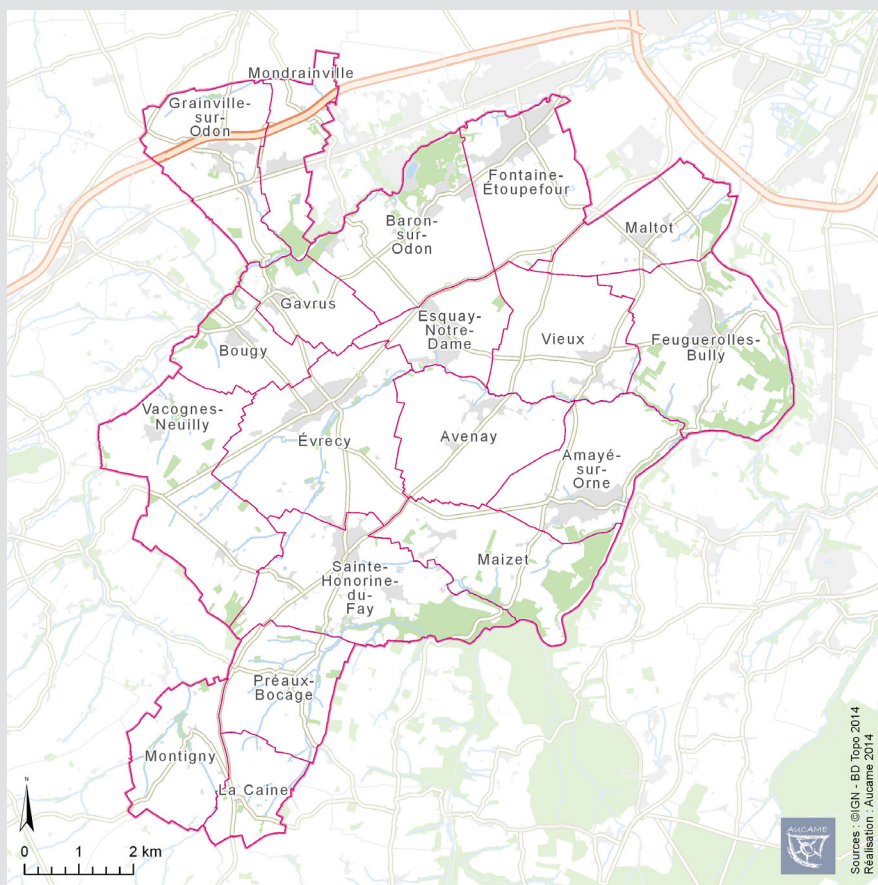 Mondrainville
Grainville-
sur-
Odon
Fontaine-
Étoupefour
Baron-
sur-
Odon
Maltot
Gavrus
Esquay-
Notre-
Dame
Vieux
Feuguerolles-
Bully
Bougy
Vacognes-
Neuilly
Évrecy
Avenay
Amayé-
sur-
Orne
Maizet
Sainte-
Honorine-
du-
Fay
Préaux-
Bocage
Montigny
La Caine
N
0 1 2 km
AUCAME
Sources : ©IGN - BD Topo 2014
Réalisation : Aucame 2014